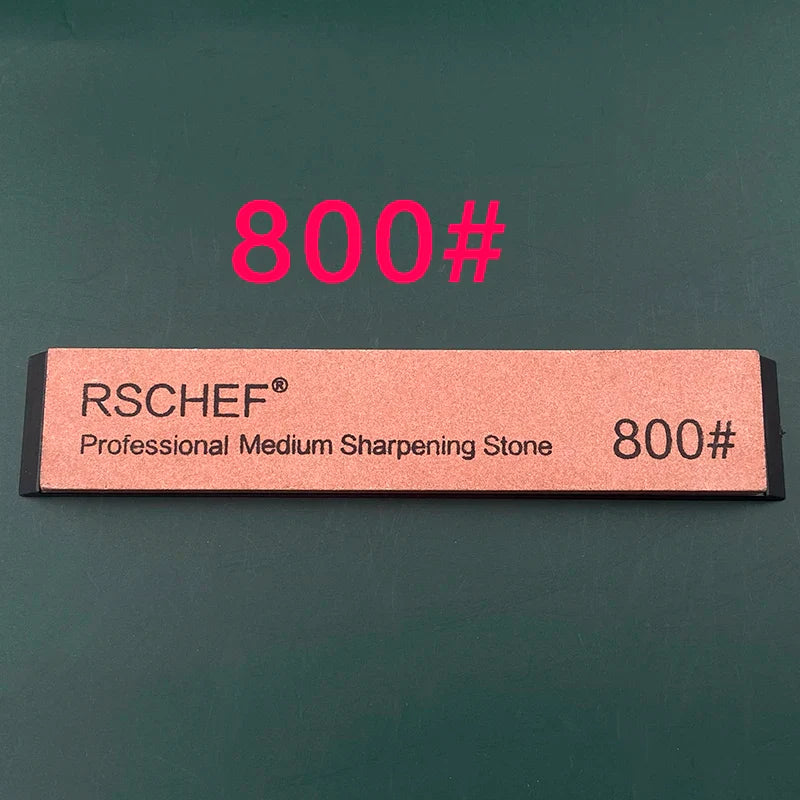 800#
RSCHEF®
Professional Medium Sharpening Stone
800#